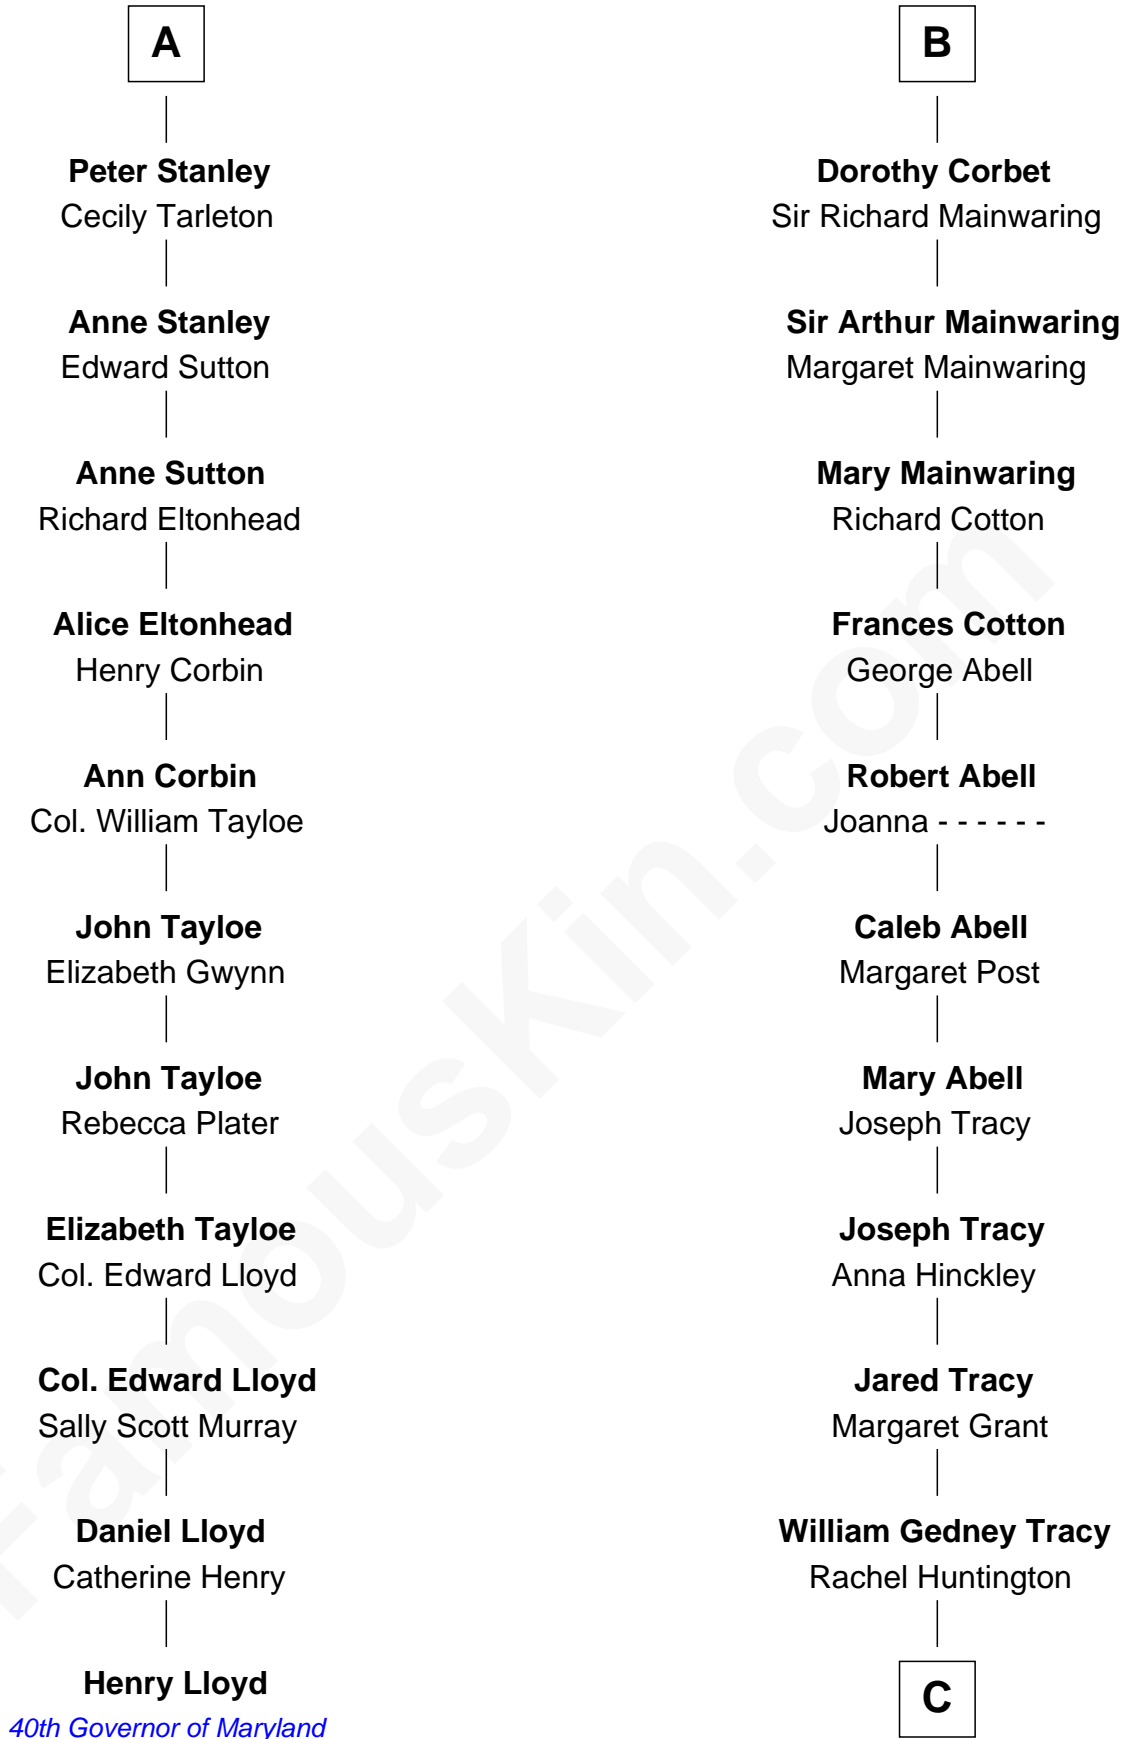 A
Peter Stanley
Cecily Tarleton
Anne Stanley
Edward Sutton
Anne Sutton
Richard Eltonhead
Alice Eltonhead
Henry Corbin
Ann Corbin
Col. William Tayloe
John Tayloe
Elizabeth Gwynn
John Tayloe
Rebecca Plater
Elizabeth Tayloe
Col. Edward Lloyd
Col. Edward Lloyd
Sally Scott Murray
Daniel Lloyd
Catherine Henry
Henry Lloyd
40th Governor of Maryland
B
Dorothy Corbet
Sir Richard Mainwaring
Sir Arthur Mainwaring
Margaret Mainwaring
Mary Mainwaring
Richard Cotton
Frances Cotton
George Abell
Robert Abell
Joanna - - - - - -
Caleb Abell
Margaret Post
Mary Abell
Joseph Tracy
Joseph Tracy
Anna Hinckley
Jared Tracy
Margaret Grant
William Gedney Tracy
Rachel Huntington
C
FamousKin.com